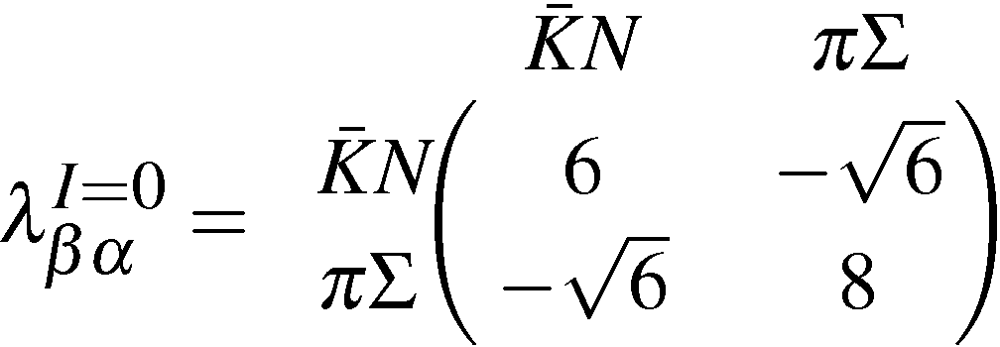 K̄N πΣ
λ^{I=0}_{βα} = K̄N ( 6 −√6 )
πΣ ( −√6 8 )